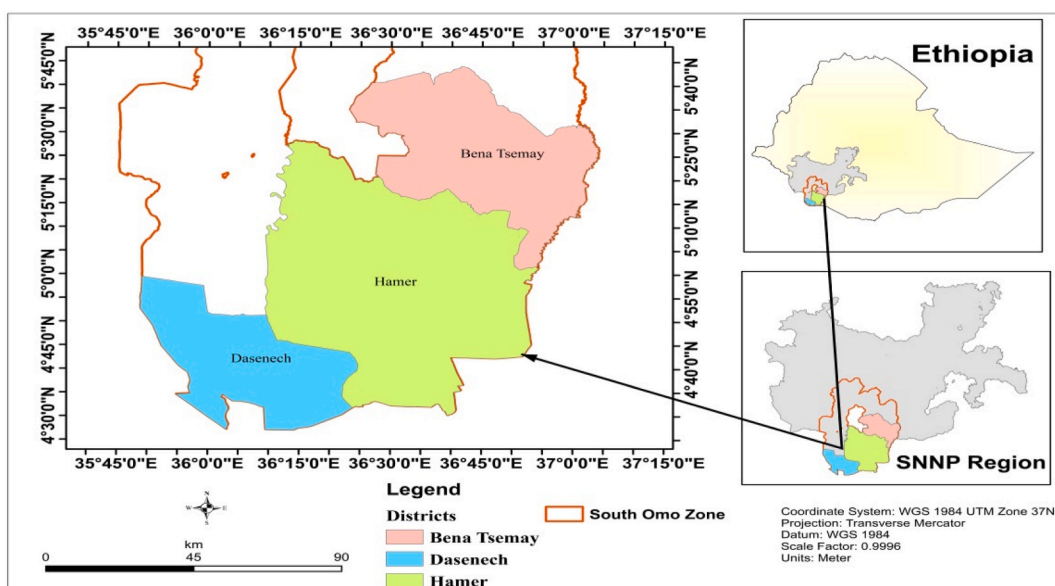 35°45'0"E 36°0'0"E 36°15'0"E 36°30'0"E 36°45'0"E 37°0'0"E 37°15'0"E
5°45'0"N
5°30'0"N
5°15'0"N
5°0'0"N
4°45'0"N
4°30'0"N
Bena Tsemay
Hamer
Dasenech
5°40'0"N
5°25'0"N
5°10'0"N
4°55'0"N
4°40'0"N
35°45'0"E 36°0'0"E 36°15'0"E 36°30'0"E 36°45'0"E 37°0'0"E 37°15'0"E
Ethiopia
SNNP Region
N
W E
S
km
0 45 90
Legend
Districts
Bena Tsemay
Dasenech
Hamer
South Omo Zone
Coordinate System: WGS 1984 UTM Zone 37N
Projection: Transverse Mercator
Datum: WGS 1984
Scale Factor: 0.9996
Units: Meter